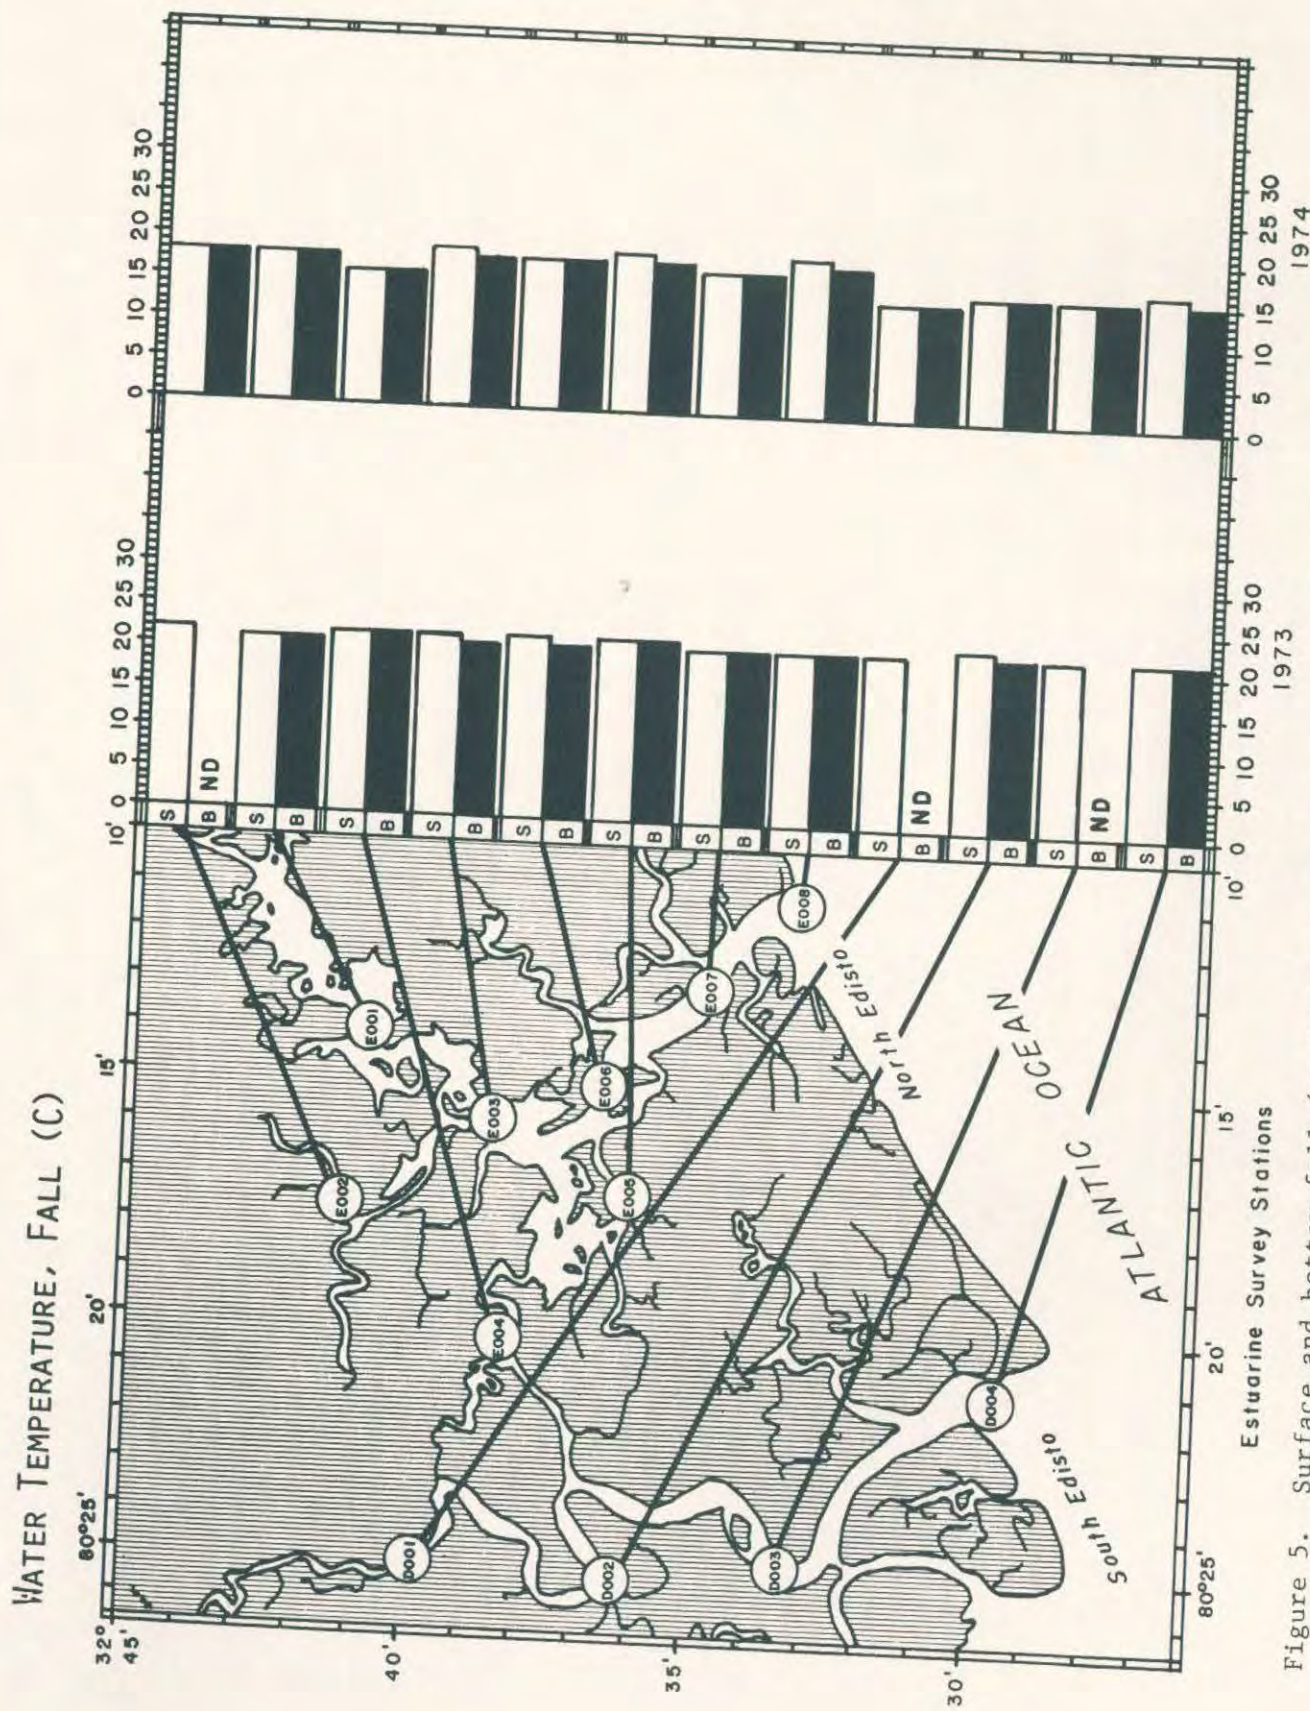 WATER TEMPERATURE, FALL (C)
0 5 10 15 20 25 30
0 5 10 15 20 25 30
32° 45'
40'
35'
30'
80°25'
20'
15'
10'
E002
E001
E004
E003
E006
E005
E007
E008
D001
D002
D003
D004
North Edisto
South Edisto
ATLANTIC OCEAN
S
B
ND
S
B
S
B
S
B
S
B
S
B
S
B
S
B
S
B
ND
S
B
S
B
ND
S
B
80°25'
20'
15'
10'
0 5 10 15 20 25 30
0 5 10 15 20 25 30
Estuarine Survey Stations
1973
1974
Figure 5. Surface and bottom fall